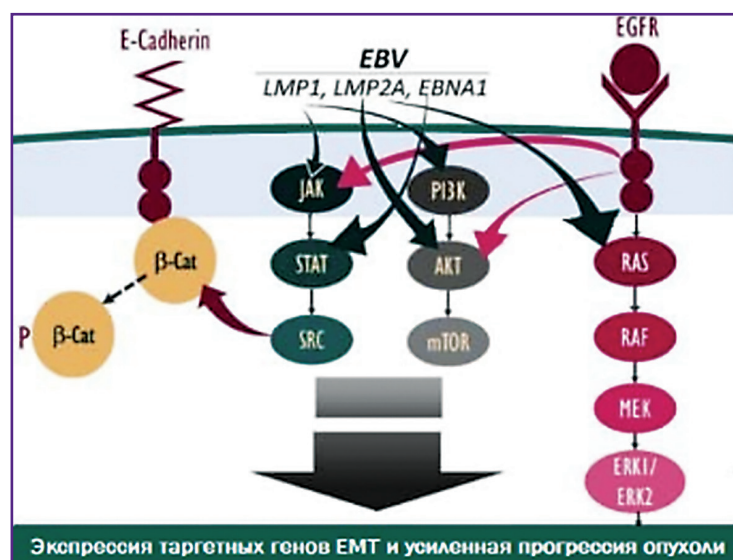 E-Cadherin
EBV
LMP1, LMP2A, EBNA1
EGFR
JAK
PI3K
β-Cat
STAT
AKT
RAS
P
β-Cat
SRC
mTOR
RAF
MEK
ERK1/
ERK2
Экспрессия таргетных генов ЕМТ и усиленная прогрессия опухоли